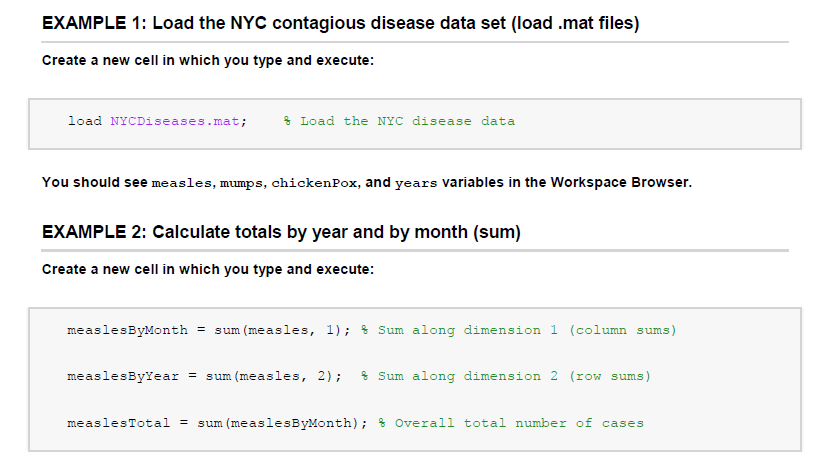 EXAMPLE 1: Load the NYC contagious disease data set (load .mat files)
Create a new cell in which you type and execute:
load NYCDiseases.mat;    % Load the NYC disease data
You should see measles, mumps, chickenPox, and years variables in the Workspace Browser.
EXAMPLE 2: Calculate totals by year and by month (sum)
Create a new cell in which you type and execute:
measlesByMonth = sum(measles, 1); % Sum along dimension 1 (column sums)
measlesByYear = sum(measles, 2);  % Sum along dimension 2 (row sums)
measlesTotal = sum(measlesByMonth); % Overall total number of cases